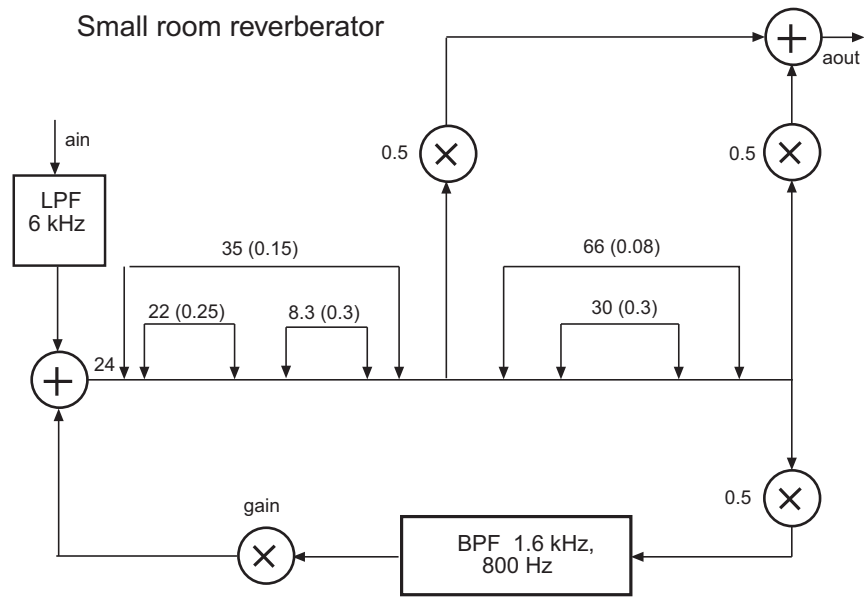 Small room reverberator
aout
ain
0.5
0.5
LPF
6 kHz
35 (0.15)
66 (0.08)
22 (0.25)
8.3 (0.3)
30 (0.3)
24
0.5
gain
BPF 1.6 kHz,
800 Hz